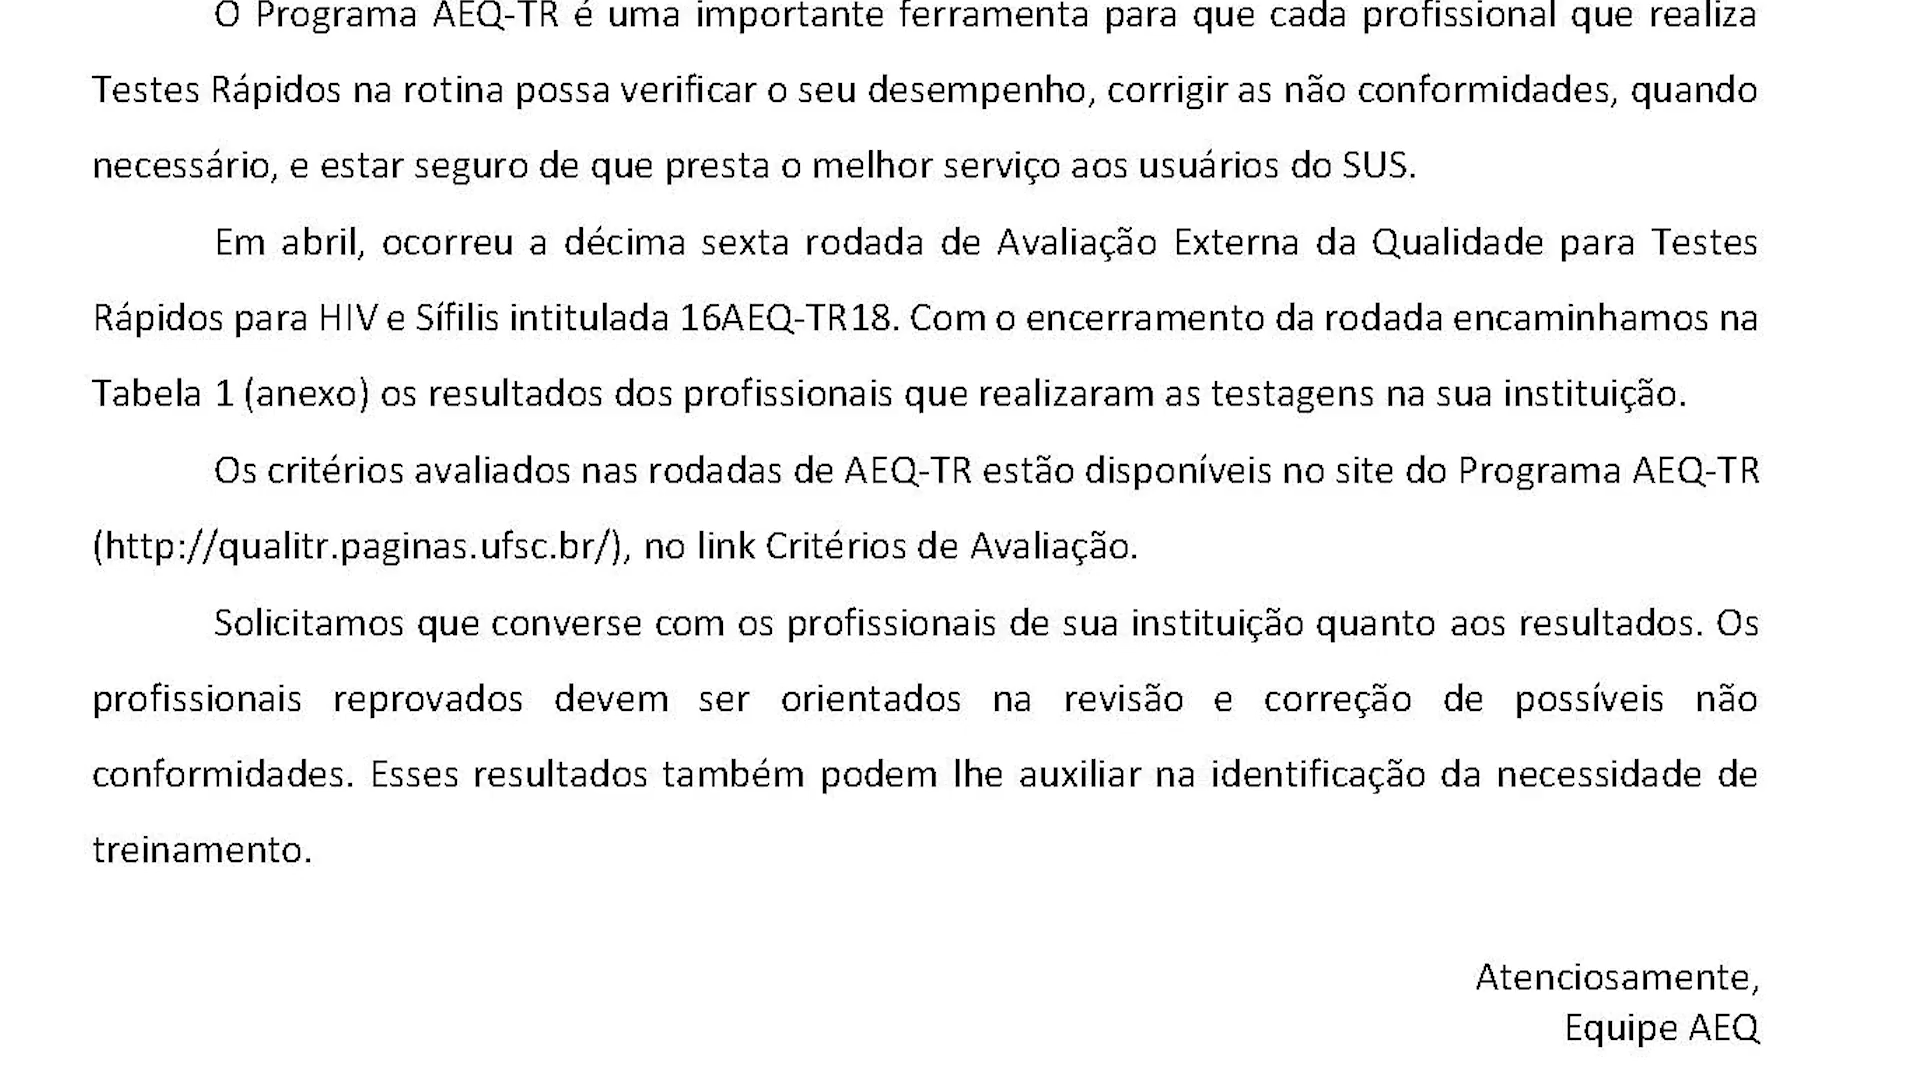 O Programa AEQ-TR é uma importante ferramenta para que cada profissional que realiza
Testes Rápidos na rotina possa verificar o seu desempenho, corrigir as não conformidades, quando
necessário, e estar seguro de que presta o melhor serviço aos usuários do SUS.
Em abril, ocorreu a décima sexta rodada de Avaliação Externa da Qualidade para Testes
Rápidos para HIV e Sífilis intitulada 16AEQ-TR18. Com o encerramento da rodada encaminhamos na
Tabela 1 (anexo) os resultados dos profissionais que realizaram as testagens na sua instituição.
Os critérios avaliados nas rodadas de AEQ-TR estão disponíveis no site do Programa AEQ-TR
(http://qualitr.paginas.ufsc.br/), no link Critérios de Avaliação.
Solicitamos que converse com os profissionais de sua instituição quanto aos resultados. Os
profissionais reprovados devem ser orientados na revisão e correção de possíveis não
conformidades. Esses resultados também podem lhe auxiliar na identificação da necessidade de
treinamento.
Atenciosamente,
Equipe AEQ